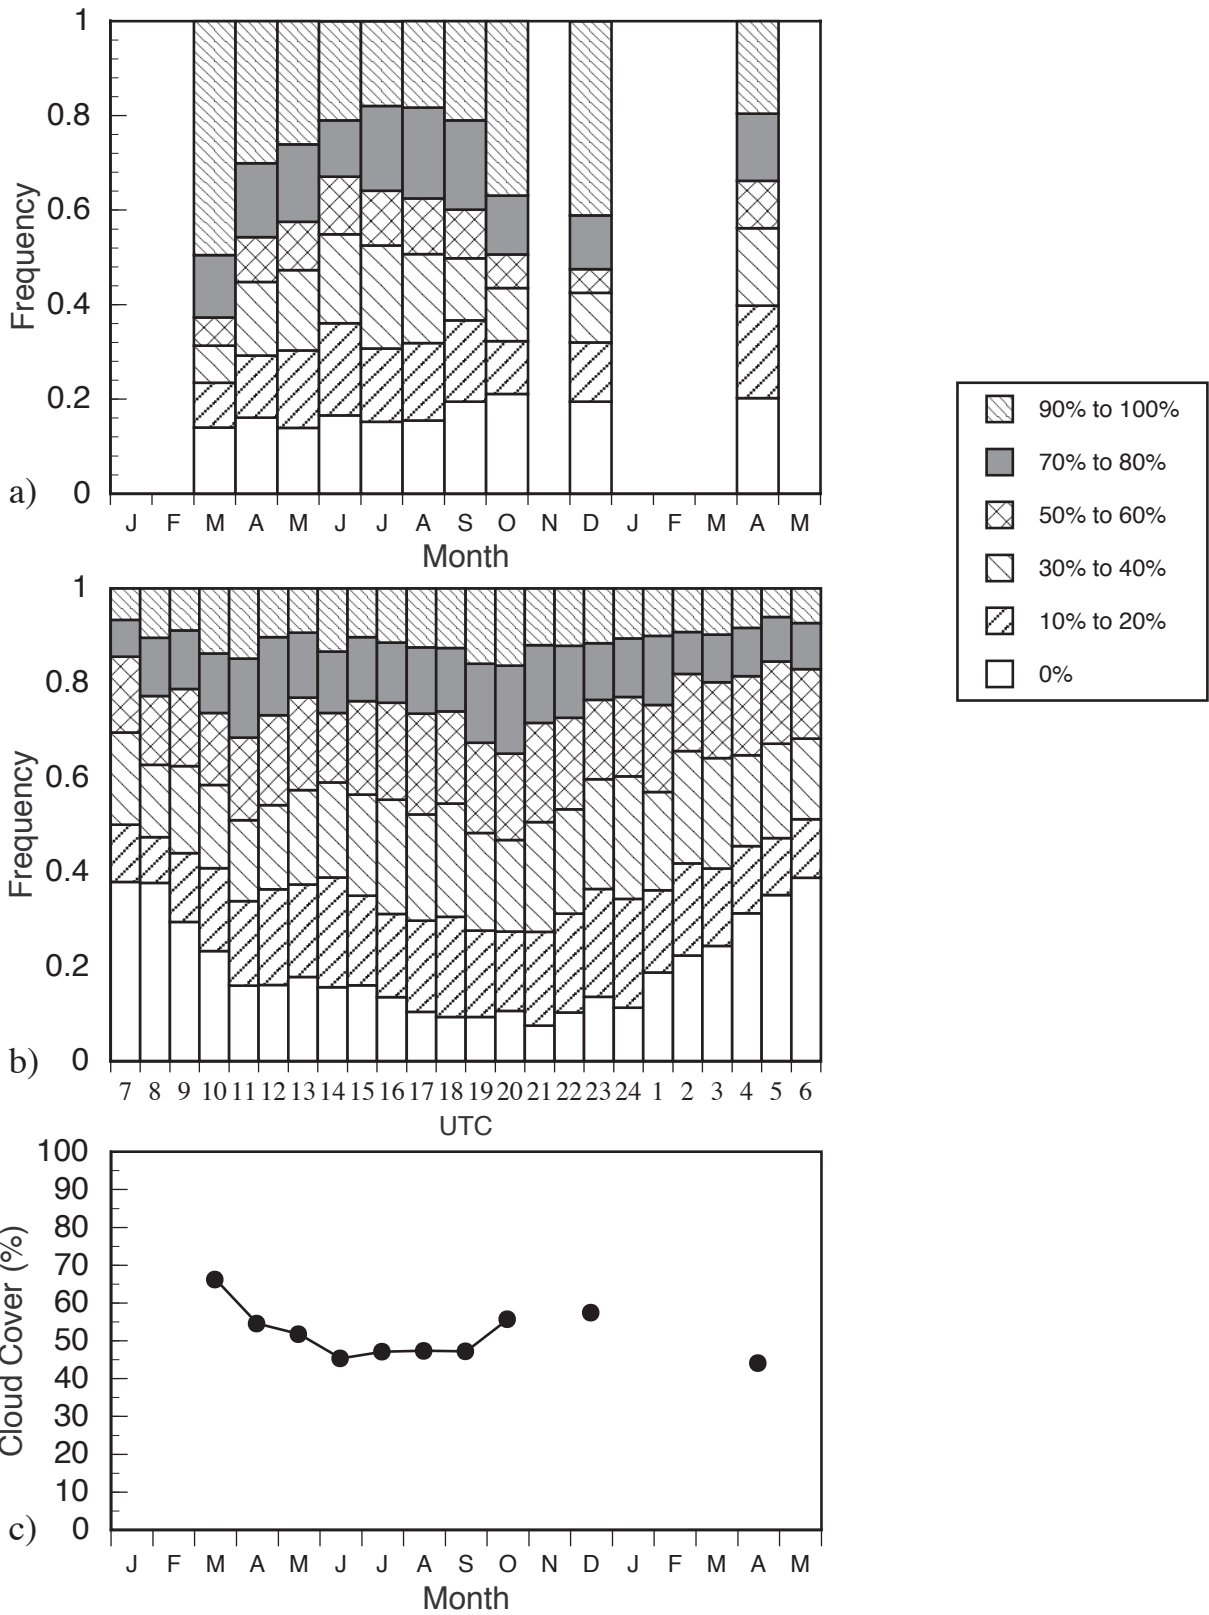 1
0.8
0.6
0.4
0.2
0
Frequency
a)
J F M A M J J A S O N D J F M A M
Month
90% to 100%
70% to 80%
50% to 60%
30% to 40%
10% to 20%
0%
1
0.8
0.6
0.4
0.2
0
Frequency
b)
7 8 9 10 11 12 13 14 15 16 17 18 19 20 21 22 23 24 1 2 3 4 5 6
UTC
100
90
80
70
60
50
40
30
20
10
0
Cloud Cover (%)
c)
J F M A M J J A S O N D J F M A M
Month